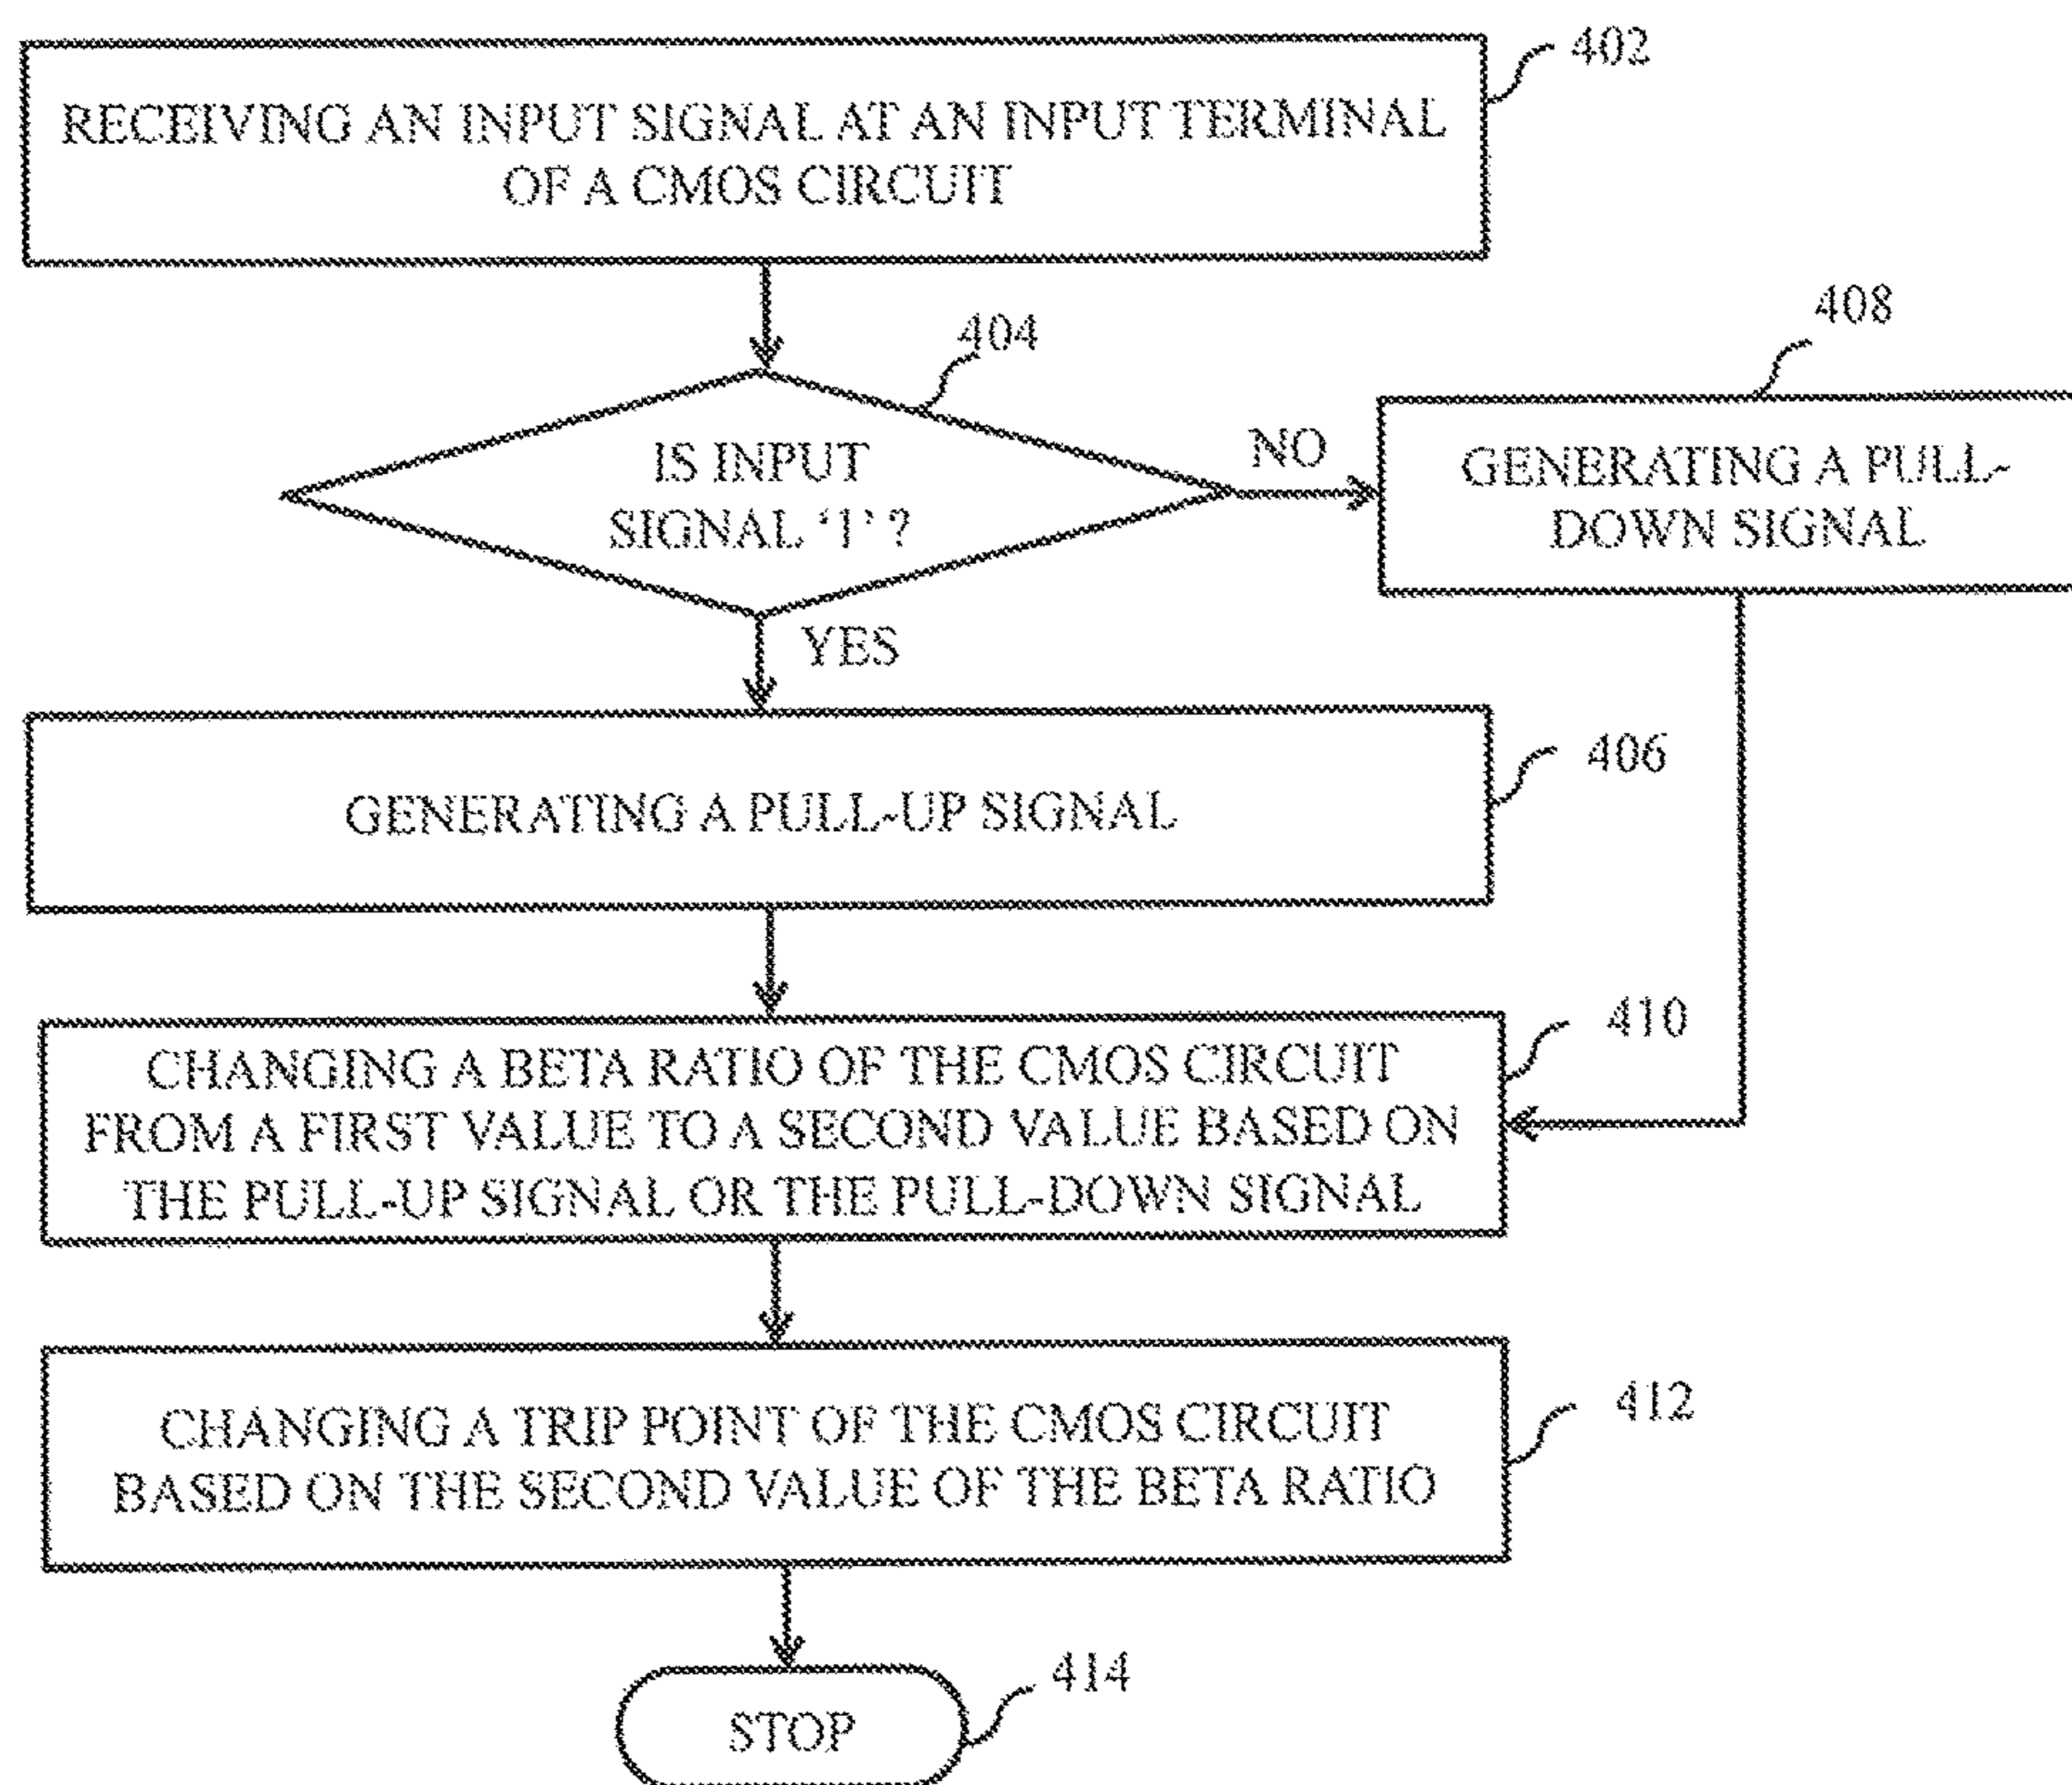 402
RECEIVING AN INPUT SIGNAL AT AN INPUT TERMINAL
OF A CMOS CIRCUIT
404
408
IS INPUT
SIGNAL ‘1’ ?
NO
GENERATING A PULL-
DOWN SIGNAL
YES
406
GENERATING A PULL-UP SIGNAL
410
CHANGING A BETA RATIO OF THE CMOS CIRCUIT
FROM A FIRST VALUE TO A SECOND VALUE BASED ON
THE PULL-UP SIGNAL OR THE PULL-DOWN SIGNAL
412
CHANGING A TRIP POINT OF THE CMOS CIRCUIT
BASED ON THE SECOND VALUE OF THE BETA RATIO
414
STOP